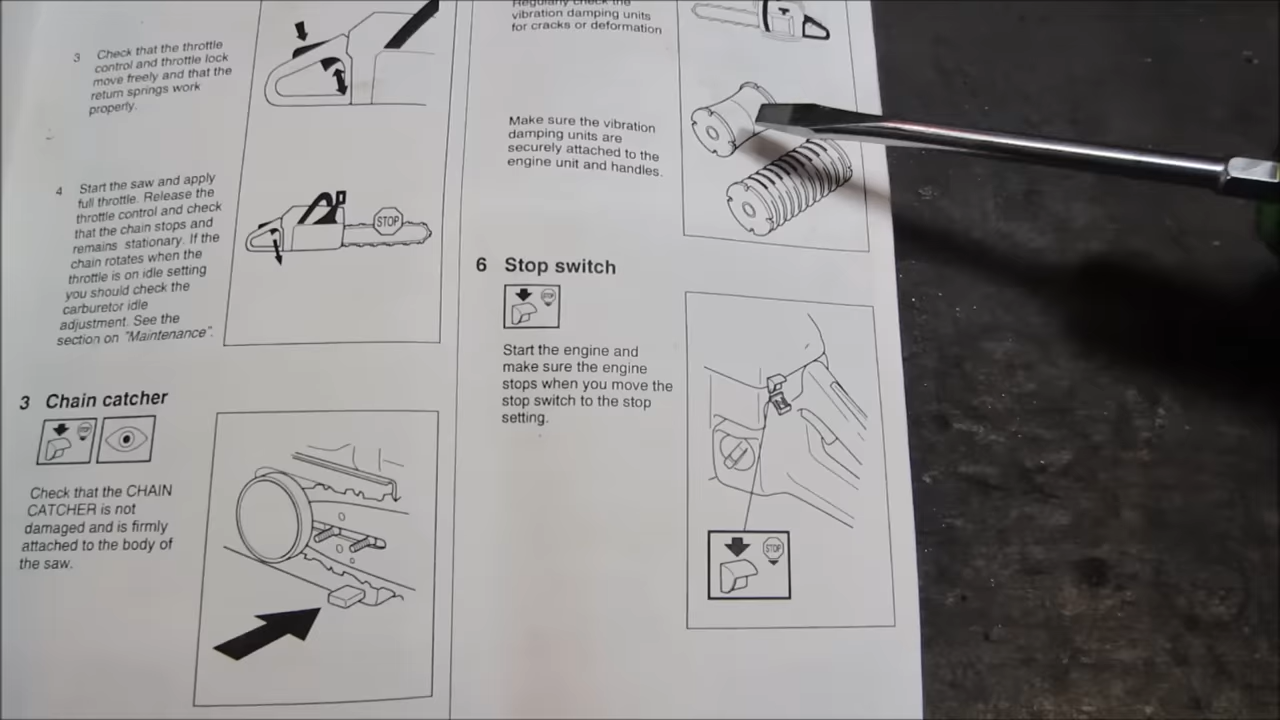 3 Check that the throttle
control and throttle lock
move freely and that the
return springs work
properly.
4 Start the saw and apply
full throttle. Release the
throttle control and check
that the chain stops and
remains stationary. If the
chain rotates when the
throttle is on idle setting
you should check the
carburetor idle
adjustment. See the
section on "Maintenance".
STOP
3 Chain catcher
STOP
Check that the CHAIN
CATCHER is not
damaged and is firmly
attached to the body of
the saw.
Regularly check the
vibration damping units
for cracks or deformation
Make sure the vibration
damping units are
securely attached to the
engine unit and handles.
6 Stop switch
STOP
Start the engine and
make sure the engine
stops when you move the
stop switch to the stop
setting.
STOP